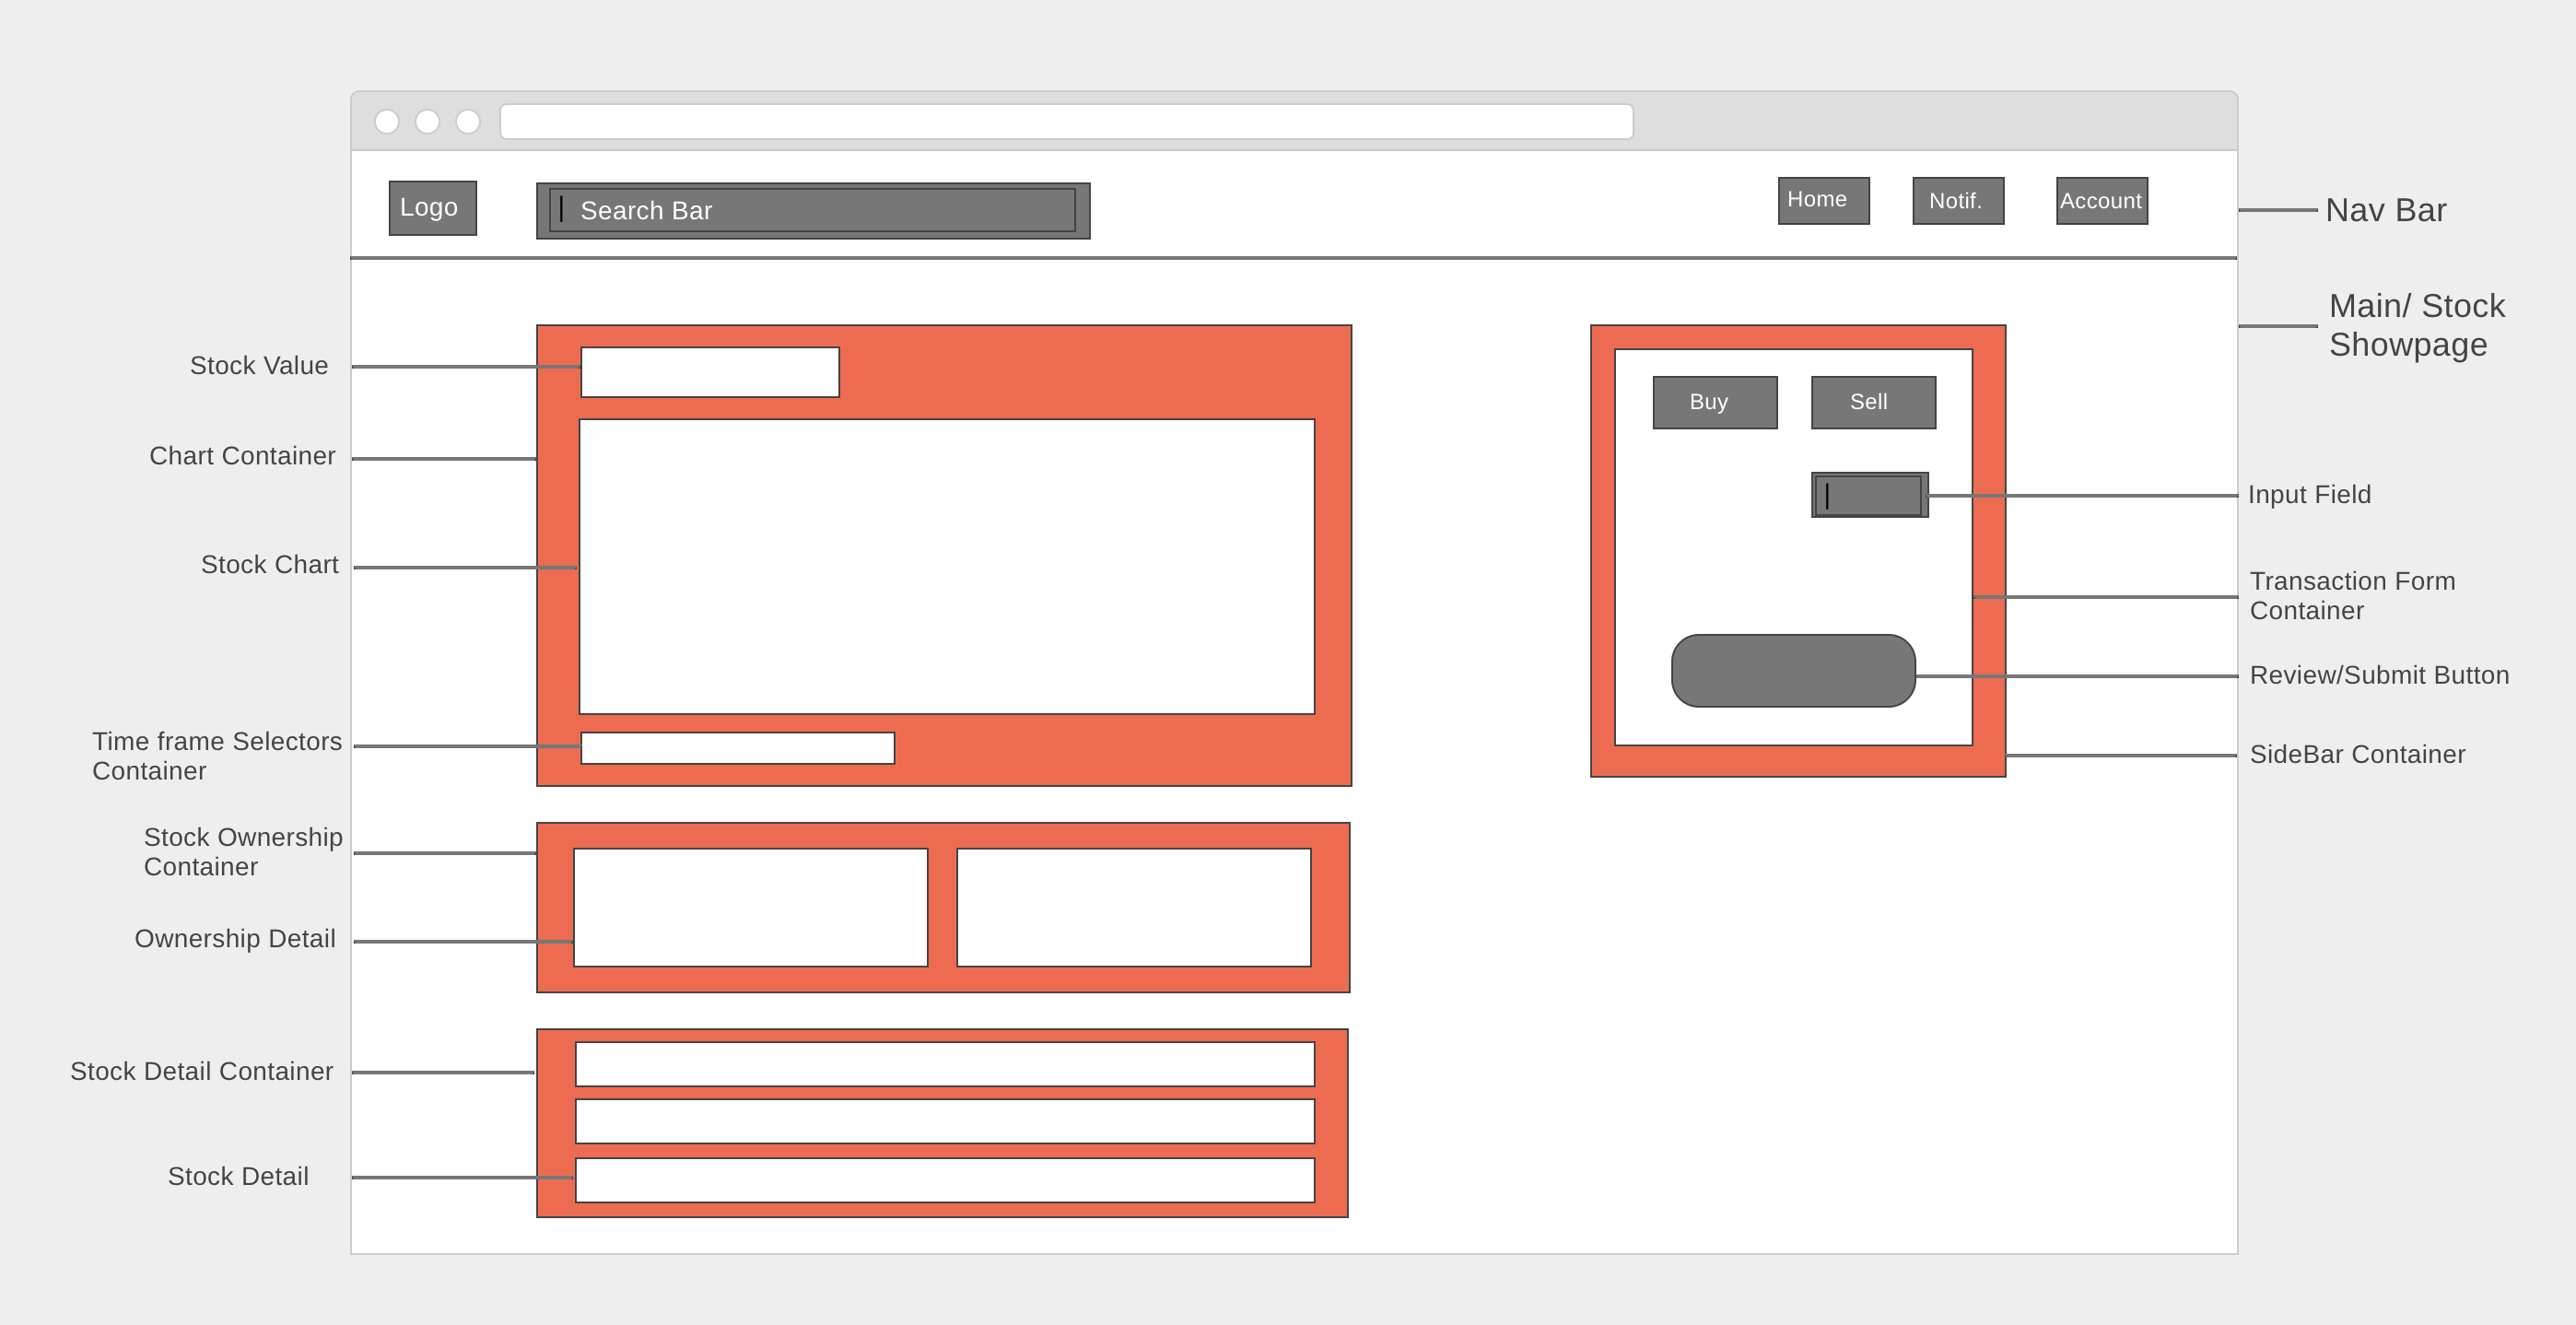 Logo
Search Bar
Home
Notif.
Account
Nav Bar
Main/ Stock
Showpage
Stock Value
Chart Container
Stock Chart
Time frame Selectors
Container
Stock Ownership
Container
Ownership Detail
Stock Detail Container
Stock Detail
Buy
Sell
Input Field
Transaction Form
Container
Review/Submit Button
SideBar Container